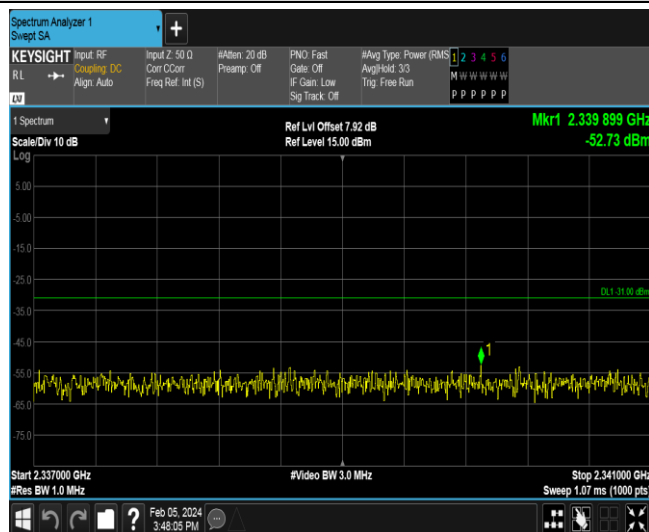 Spectrum Analyzer 1
Swept SA
KEYSIGHT
RL
LXI
Input: RF
Coupling: DC
Align: Auto
Input Z: 50 Ω
Corr CCorr
Freq Ref: Int (S)
#Atten: 20 dB
Preamp: Off
PNO: Fast
Gate: Off
IF Gain: Low
Sig Track: Off
#Avg Type: Power (RMS
Avg|Hold: 3/3
Trig: Free Run
1 2 3 4 5 6
M W W W W W
P P P P P P
1 Spectrum
Scale/Div 10 dB
Log
Ref Lvl Offset 7.92 dB
Ref Level 15.00 dBm
Mkr1 2.339 899 GHz
-52.73 dBm
5.00
-5.00
-15.0
-25.0
DL1 -31.00 dBm
-35.0
-45.0
1
-55.0
-65.0
-75.0
Start 2.337000 GHz
#Res BW 1.0 MHz
#Video BW 3.0 MHz
Stop 2.341000 GHz
Sweep 1.07 ms (1000 pts)
?
Feb 05, 2024
3:48:05 PM